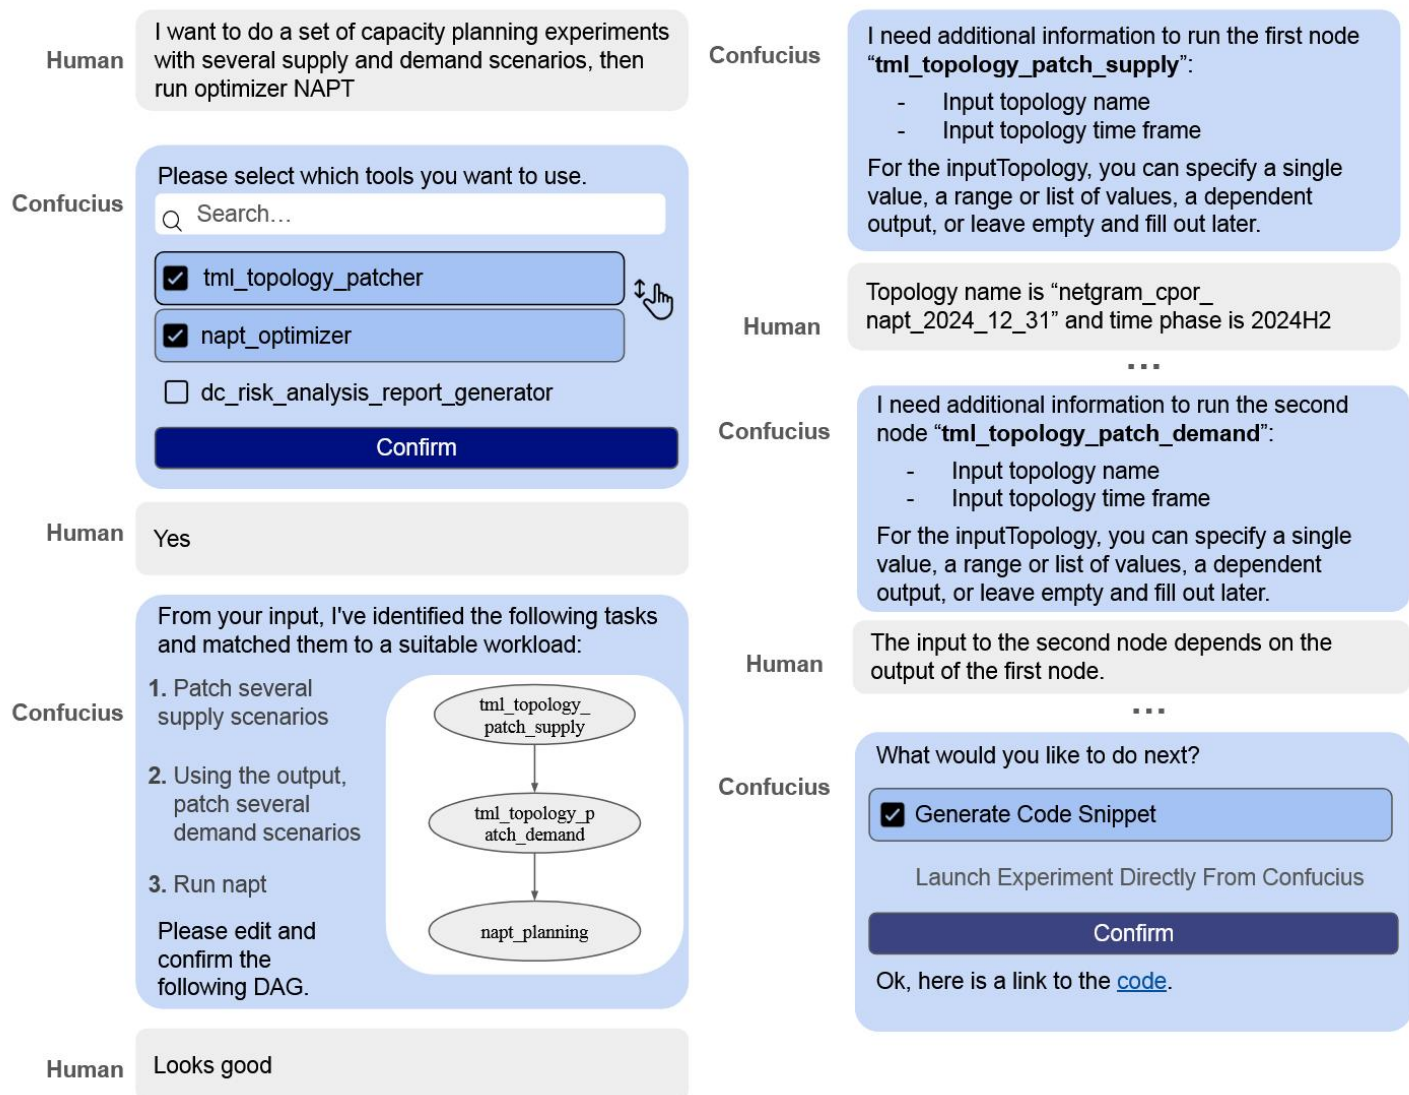 Human
I want to do a set of capacity planning experiments
with several supply and demand scenarios, then
run optimizer NAPT
Confucius
Please select which tools you want to use.
Search...
tml_topology_patcher
napt_optimizer
dc_risk_analysis_report_generator
Confirm
Human
Yes
Confucius
From your input, I've identified the following tasks
and matched them to a suitable workload:
1. Patch several
supply scenarios
2. Using the output,
patch several
demand scenarios
3. Run napt
Please edit and
confirm the
following DAG.
tml_topology_
patch_supply
tml_topology_p
atch_demand
napt_planning
Human
Looks good
Confucius
I need additional information to run the first node
“tml_topology_patch_supply”:
- Input topology name
- Input topology time frame
For the inputTopology, you can specify a single
value, a range or list of values, a dependent
output, or leave empty and fill out later.
Human
Topology name is “netgram_cpor_
napt_2024_12_31” and time phase is 2024H2
...
Confucius
I need additional information to run the second
node “tml_topology_patch_demand”:
- Input topology name
- Input topology time frame
For the inputTopology, you can specify a single
value, a range or list of values, a dependent
output, or leave empty and fill out later.
Human
The input to the second node depends on the
output of the first node.
...
Confucius
What would you like to do next?
Generate Code Snippet
Launch Experiment Directly From Confucius
Confirm
Ok, here is a link to the code.